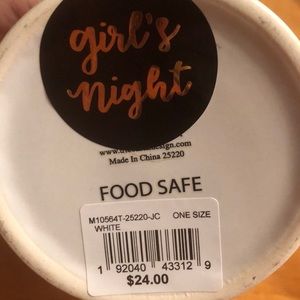 girl's
night
Made In China 25220
FOOD SAFE
M10564T-25220-JC ONE SIZE
WHITE
1 92040 43312 9
$24.00